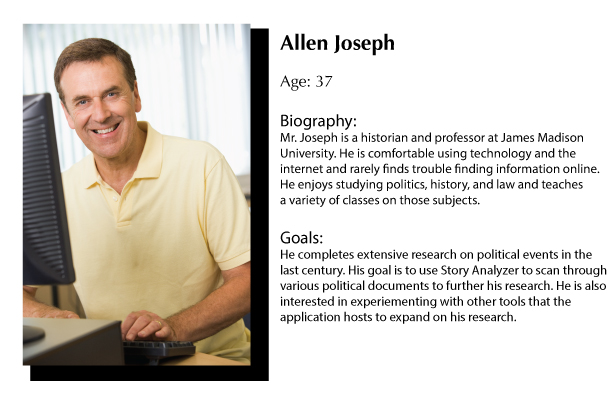 Allen Joseph
Age: 37
Biography:
Mr. Joseph is a historian and professor at James Madison
University. He is comfortable using technology and the
internet and rarely finds trouble finding information online.
He enjoys studying politics, history, and law and teaches
a variety of classes on those subjects.
Goals:
He completes extensive research on political events in the
last century. His goal is to use Story Analyzer to scan through
various political documents to further his research. He is also
interested in experiementing with other tools that the
application hosts to expand on his research.